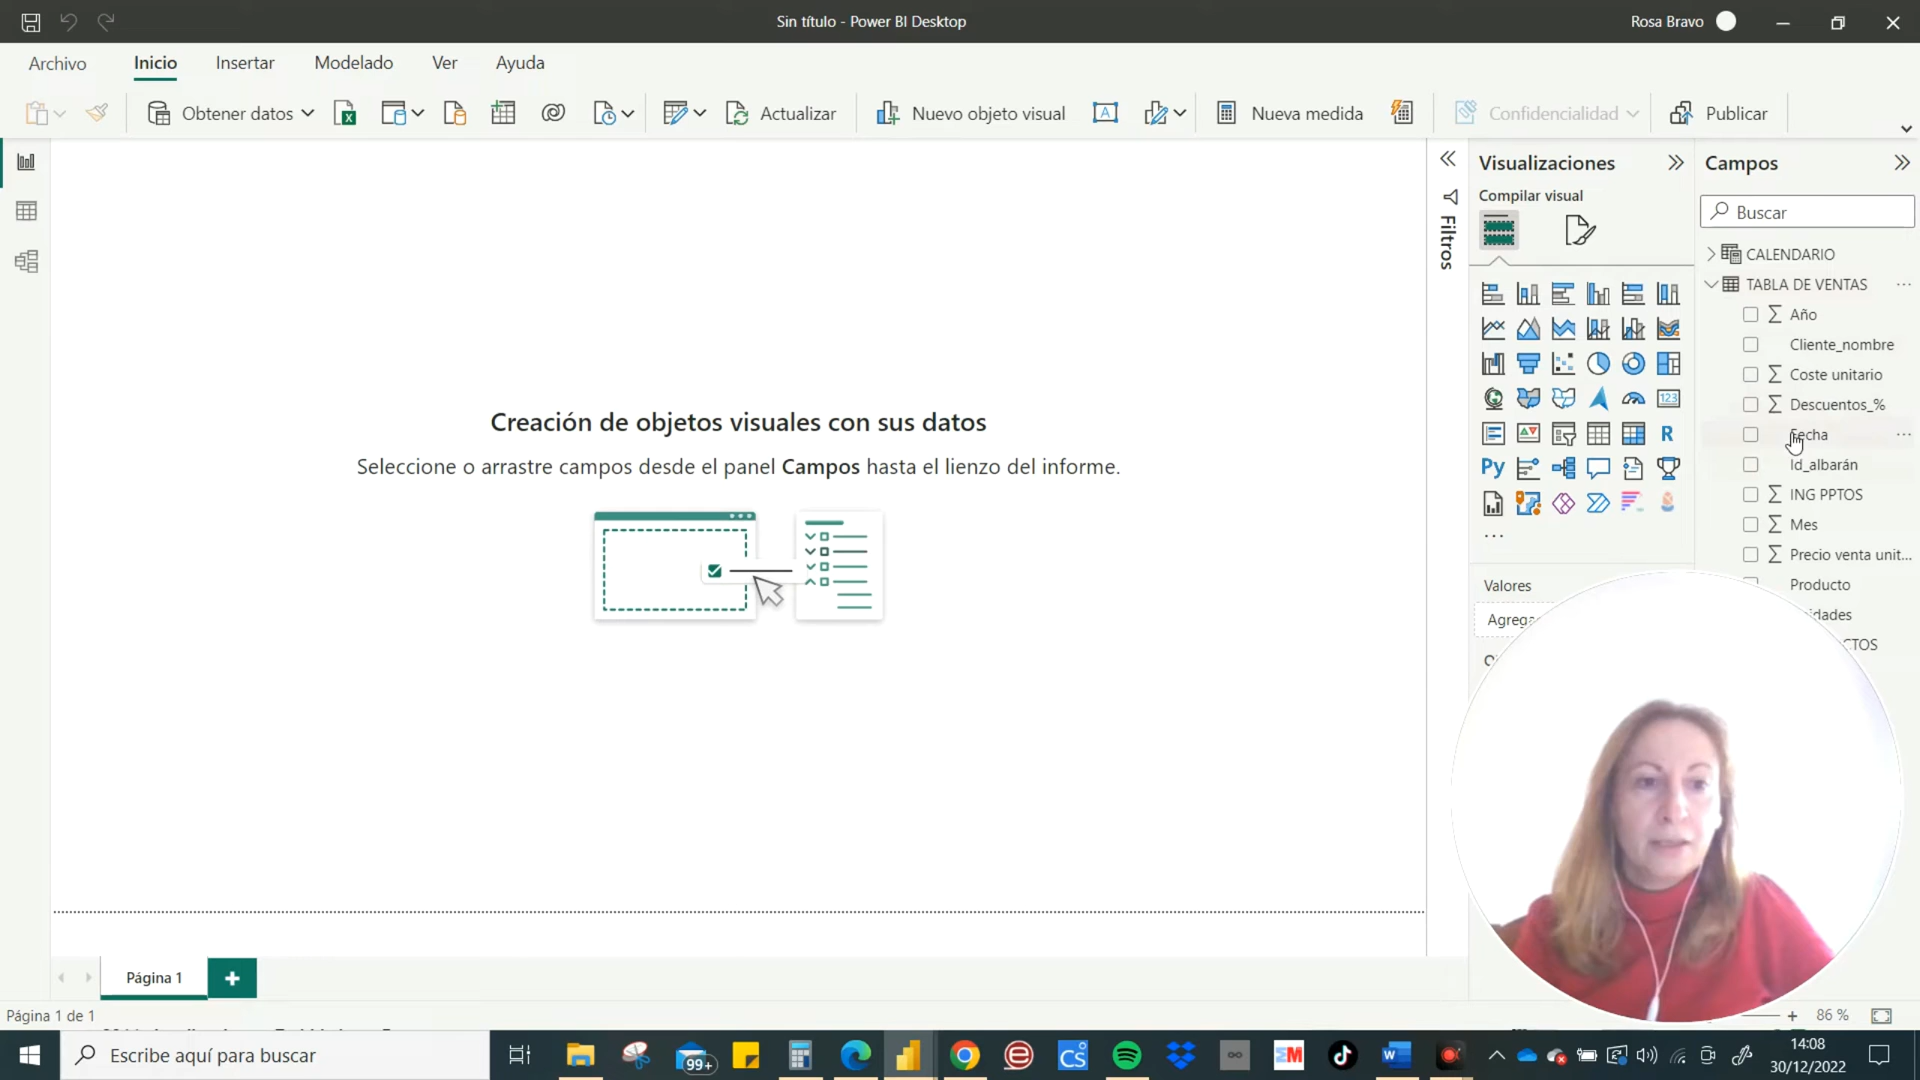 Sin título - Power BI Desktop
Rosa Bravo
Archivo
Inicio
Insertar
Modelado
Ver
Ayuda
Obtener datos
Actualizar
Nuevo objeto visual
Nueva medida
Confidencialidad
Publicar
Filtros
Visualizaciones
Compilar visual
123
R
Py
...
Valores
Campos
Buscar
CALENDARIO
TABLA DE VENTAS
Año
Cliente_nombre
Coste unitario
Descuentos_%
Fecha
Id_albarán
ING PPTOS
Mes
Precio venta unit...
Producto
Creación de objetos visuales con sus datos
Seleccione o arrastre campos desde el panel Campos hasta el lienzo del informe.
Página 1
Página 1 de 1
86 %
Escribe aquí para buscar
99+
14:08
30/12/2022